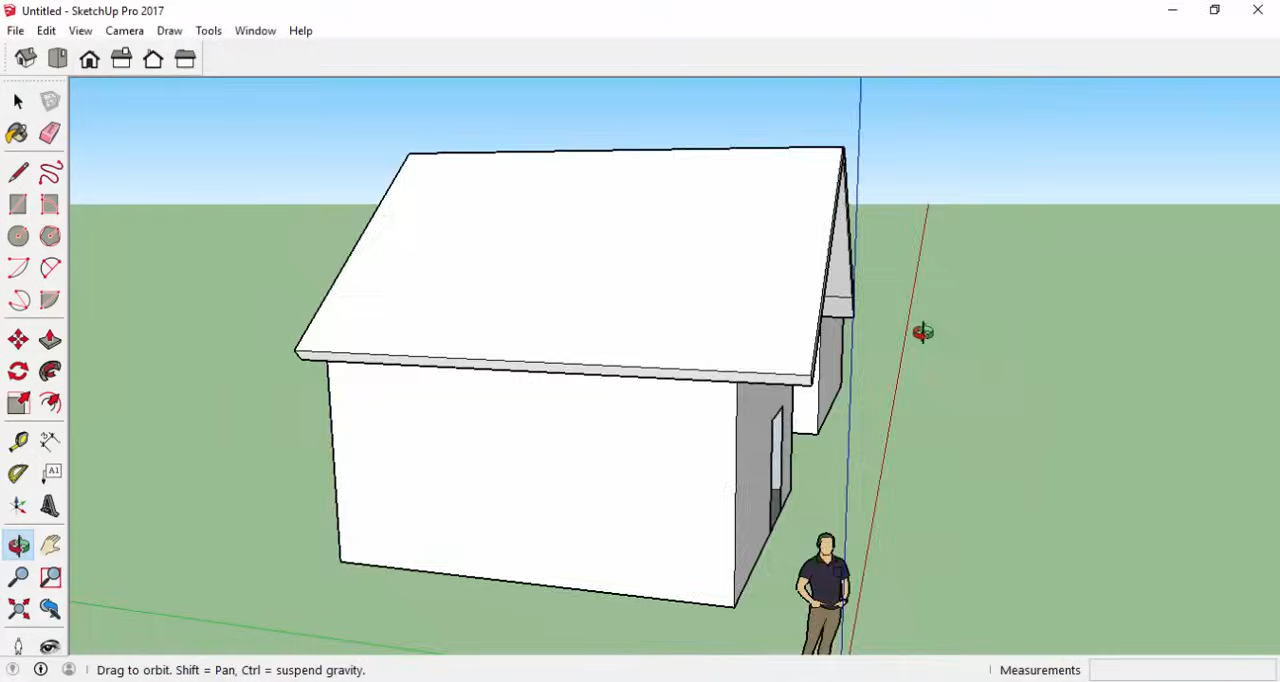 Untitled - SketchUp Pro 2017
File Edit View Camera Draw Tools Window Help
A1
Drag to orbit. Shift = Pan, Ctrl = suspend gravity.
Measurements